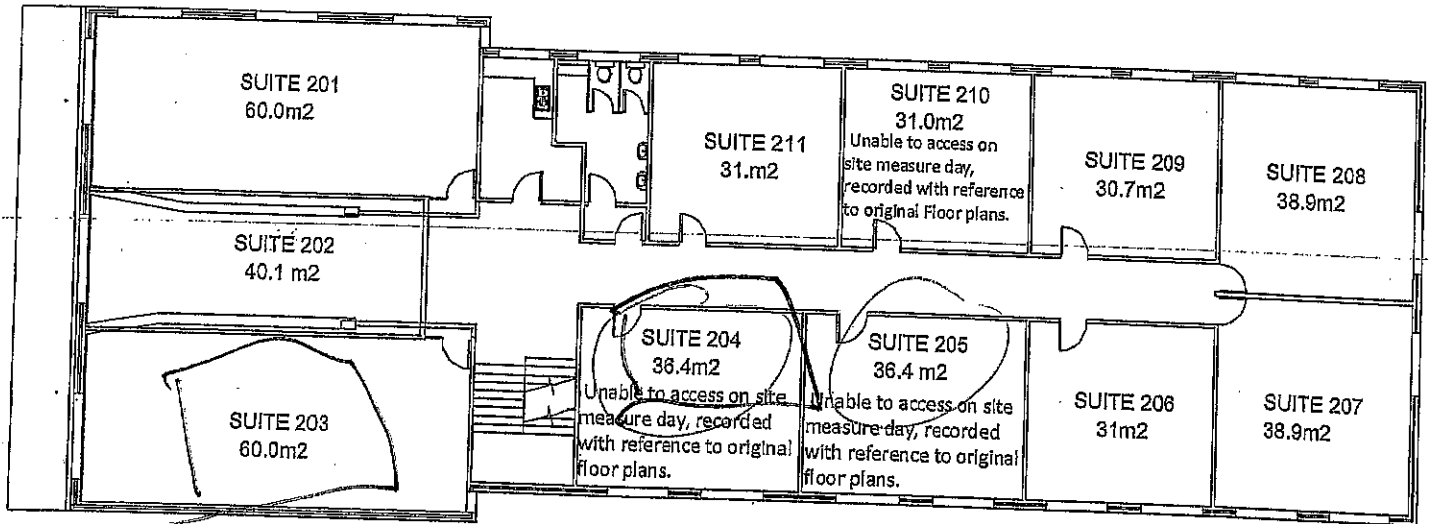 SUITE 201
60.0m2
SUITE 211
31.m2
SUITE 210
31.0m2
Unable to access on
site measure day,
recorded with reference
to original Floor plans.
SUITE 209
30.7m2
SUITE 208
38.9m2
SUITE 202
40.1 m2
SUITE 203
60.0m2
SUITE 204
36.4m2
Unable to access on site
measure day, recorded
with reference to original
floor plans.
SUITE 205
36.4 m2
Unable to access on site
measure day, recorded
with reference to original
floor plans.
SUITE 206
31m2
SUITE 207
38.9m2